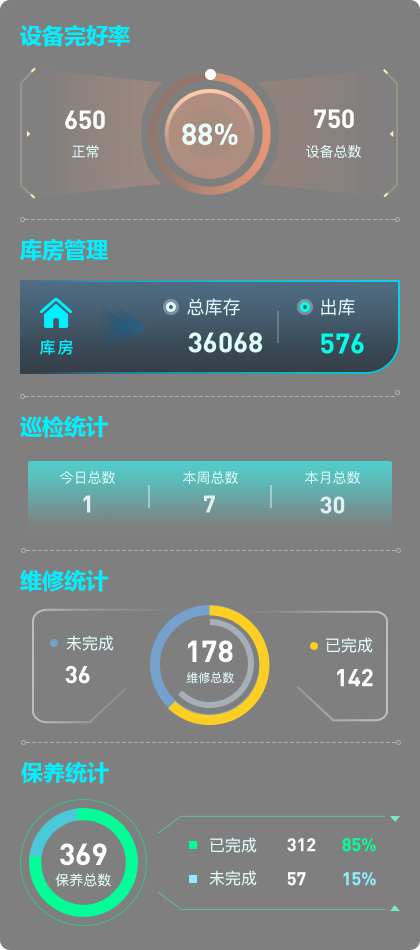 设备完好率
650
正常
88%
750
设备总数
库房管理
库房
总库存
36068
出库
576
巡检统计
今日总数
1
本周总数
7
本月总数
30
维修统计
未完成
36
178
维修总数
已完成
142
保养统计
369
保养总数
已完成 312 85%
未完成 57 15%